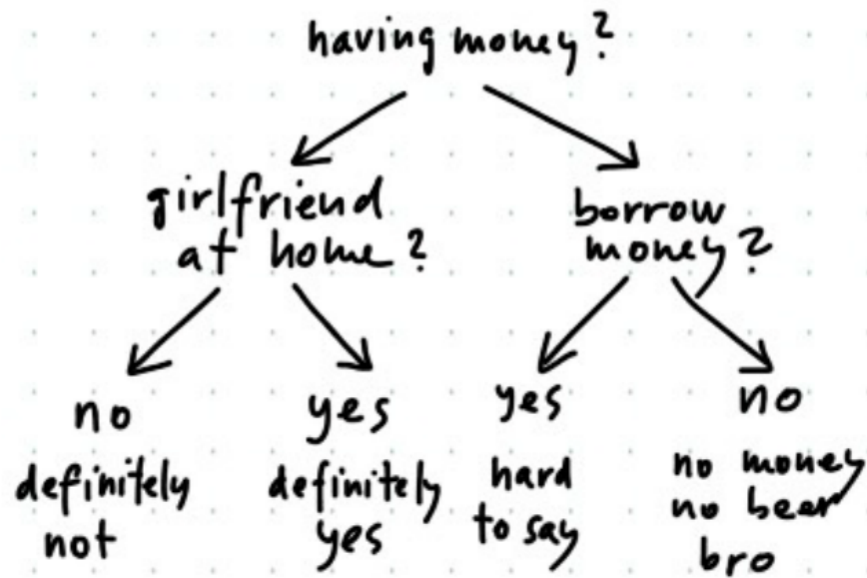 having money?
girlfriend
at home?
borrow
money?
no
yes
yes
no
definitely
not
definitely
yes
hard
to say
no money
no beer
bro